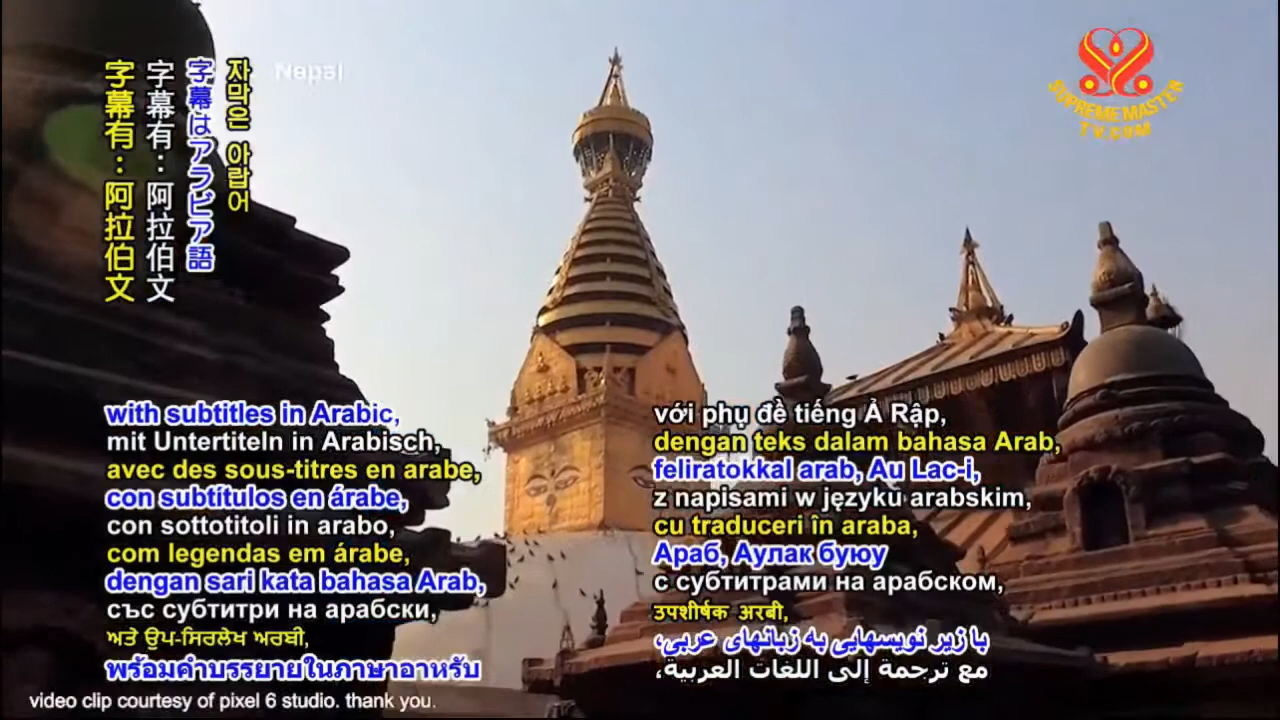 Nepal
SUPREME MASTER
TV.COM
자막은 아랍어
字幕はアラビア語
字幕有：阿拉伯文
字幕有：阿拉伯文
with subtitles in Arabic,
mit Untertiteln in Arabisch,
avec des sous-titres en arabe,
con subtítulos en árabe,
con sottotitoli in arabo,
com legendas em árabe,
dengan sari kata bahasa Arab,
със субтитри на арабски,
ਅਤੇ ਉਪ-ਸਿਰਲੇਖ ਅਰਬੀ,
พร้อมคำบรรยายในภาษาอาหรับ
với phụ đề tiếng Ả Rập,
dengan teks dalam bahasa Arab,
feliratokkal arab, Au Lac-i,
z napisami w języku arabskim,
cu traduceri în araba,
Араб, Аулак буюу
с субтитрами на арабском,
उपशीर्षक अरबी,
با زیر نویسهایی به زبانهای عربی،
مع ترجمة إلى اللغات العربية،
video clip courtesy of pixel 6 studio. thank you.